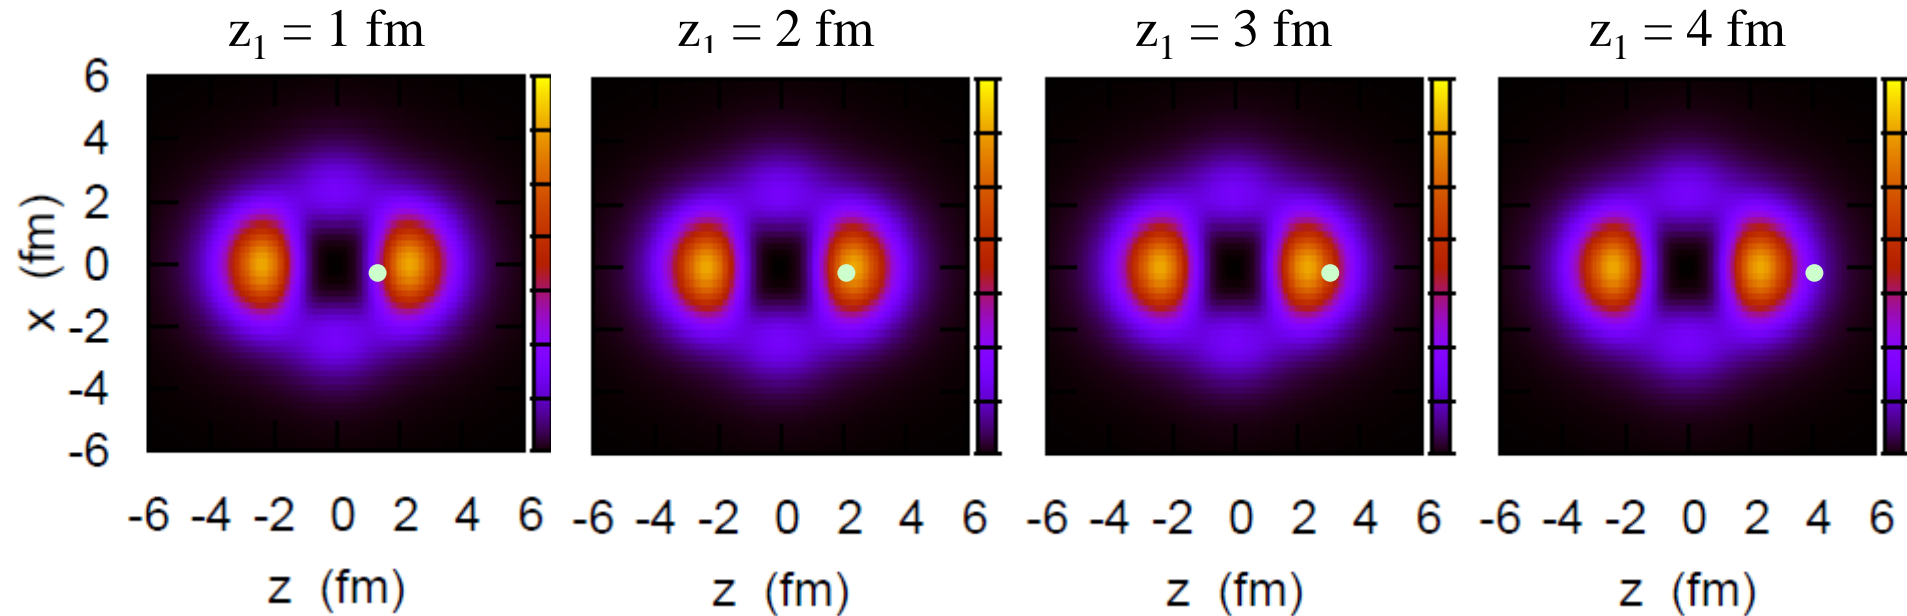 z₁ = 1 fm
z₁ = 2 fm
z₁ = 3 fm
z₁ = 4 fm
6
4
2
0
-2
-4
-6
x (fm)
-6 -4 -2 0 2 4 6
-6 -4 -2 0 2 4 6
-6 -4 -2 0 2 4 6
-6 -4 -2 0 2 4 6
z (fm)
z (fm)
z (fm)
z (fm)